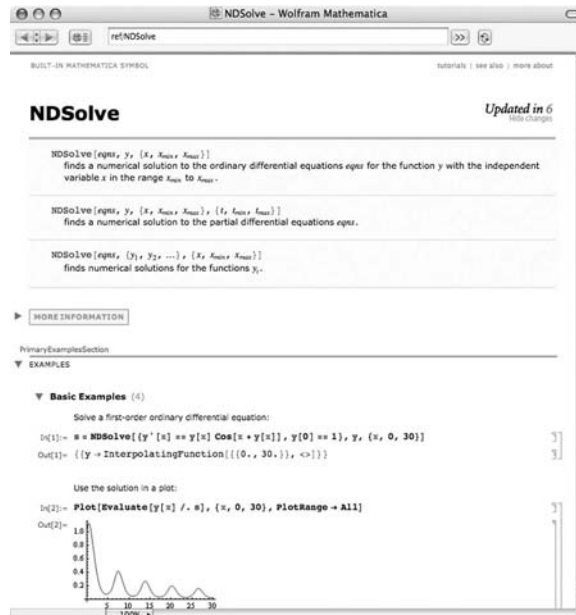 NDSolve – Wolfram Mathematica
ref/NDSolve
>>
BUILT-IN MATHEMATICA SYMBOL
tutorials | see also | more about
NDSolve
Updated in 6
Hide changes
NDSolve[eqns, y, {x, xmin, xmax}]
finds a numerical solution to the ordinary differential equations eqns for the function y with the independent
variable x in the range xmin to xmax.
NDSolve[eqns, y, {x, xmin, xmax}, {t, tmin, tmax}]
finds a numerical solution to the partial differential equations eqns.
NDSolve[eqns, {y1, y2, ...}, {x, xmin, xmax}]
finds numerical solutions for the functions yi.
MORE INFORMATION
PrimaryExamplesSection
EXAMPLES
Basic Examples (4)
Solve a first-order ordinary differential equation:
In[1]:= s = NDSolve[{y'[x] == y[x] Cos[x + y[x]], y[0] == 1}, y, {x, 0, 30}]
Out[1]= {{y → InterpolatingFunction[{{0., 30.}}, <>]}}
Use the solution in a plot:
In[2]:= Plot[Evaluate[y[x] /. s], {x, 0, 30}, PlotRange → All]
Out[2]=
1.0
0.8
0.6
0.4
0.2
5 10 15 20 25 30
100%